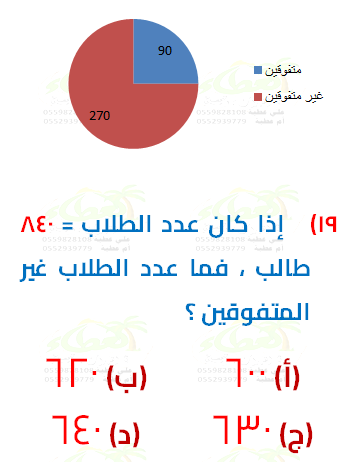 90
متفوقين
غير متفوقين
270
١٩) إذا كان عدد الطلاب = ٨٤٠
طالب ، فما عدد الطلاب غير
المتفوقين ؟
(أ) ٦٠٠ (ب) ٦٢٠
(ج) ٦٣٠ (د) ٦٤٠